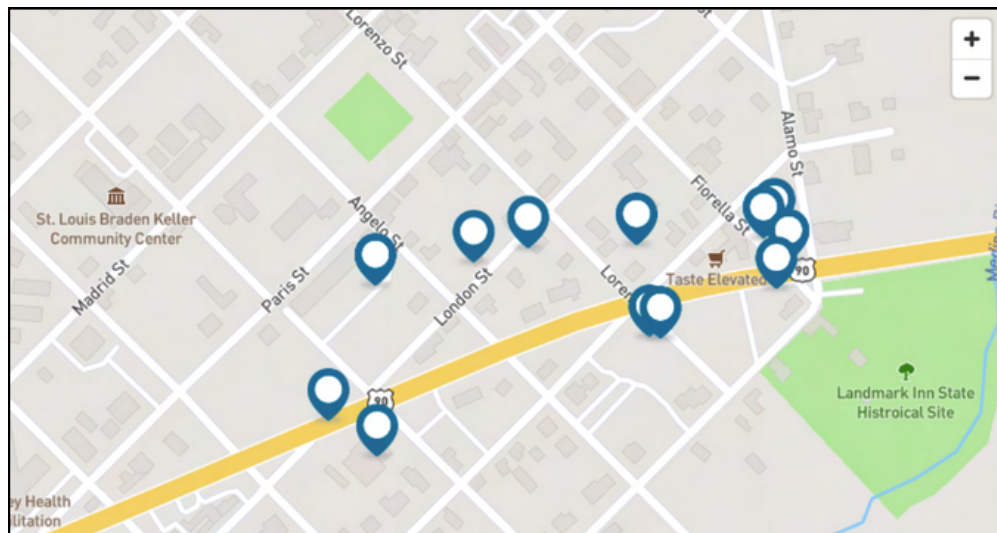 Lorenzo St
+
−
Alamo St
St. Louis Braden Keller
Community Center
Angelo St
Fiorella St
Madrid St
Paris St
London St
Taste Elevated
90
90
Landmark Inn State
Histroical Site
ey Health
ilitation